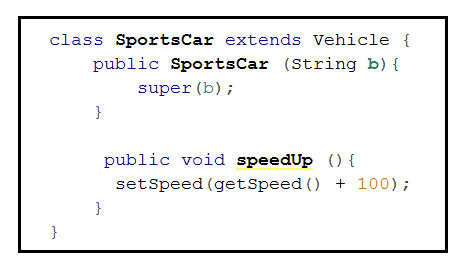 class SportsCar extends Vehicle {
    public SportsCar (String b){
        super(b);
    }

    public void speedUp (){
      setSpeed(getSpeed() + 100);
    }
}